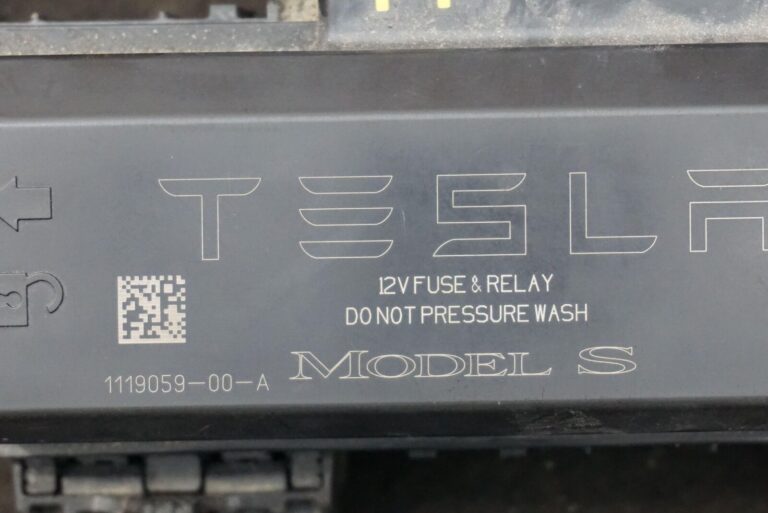 TESLA
12V FUSE & RELAY
DO NOT PRESSURE WASH
1119059-00-A
MODEL S